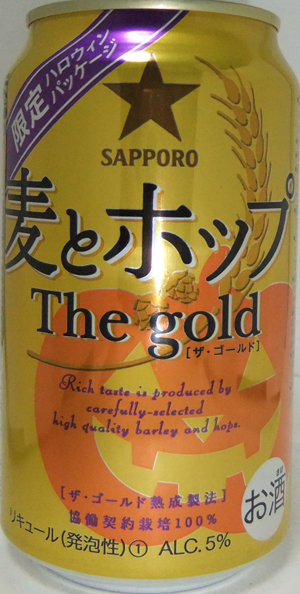 限定 ハロウィン
パッケージ
SAPPORO
麦とホップ
The gold
[ザ・ゴールド]
Rich taste is produced by
carefully-selected
high quality barley and hops.
[ザ・ゴールド熟成製法]
協働契約栽培100%
お酒
リキュール(発泡性)① ALC.5%